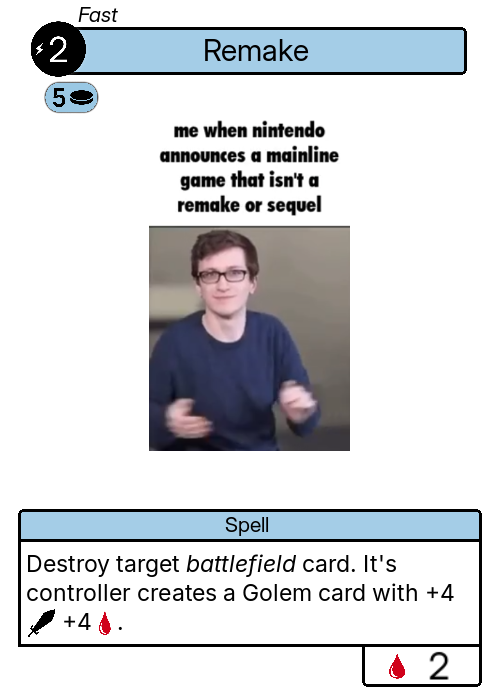 Fast
2
Remake
5
me when nintendo
announces a mainline
game that isn't a
remake or sequel
Spell
Destroy target battlefield card. It's
controller creates a Golem card with +4
+4 .
2